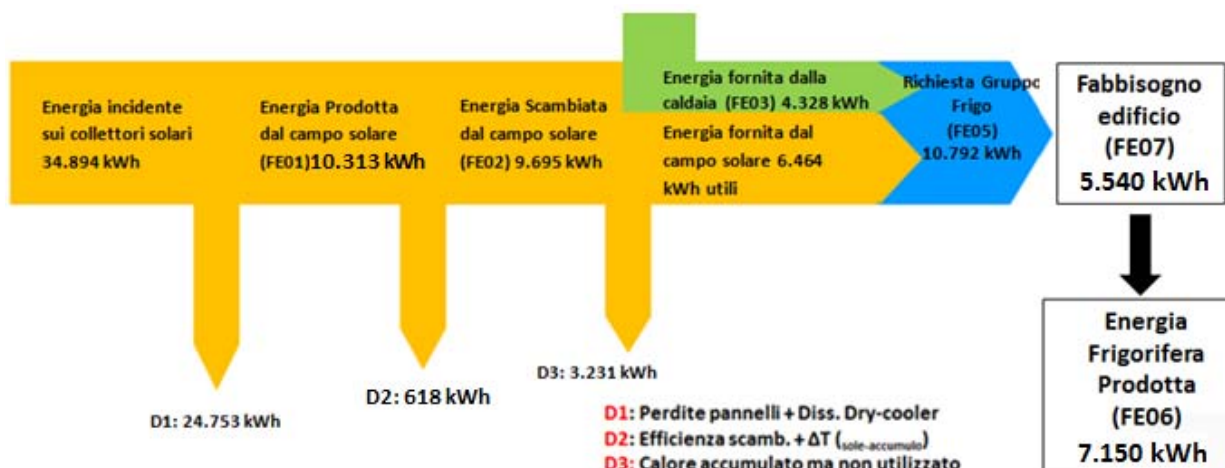 Energia incidente
sui collettori solari
34.894 kWh
Energia Prodotta
dal campo solare
(FE01)10.313 kWh
Energia Scambiata
dal campo solare
(FE02) 9.695 kWh
Energia fornita dalla
caldaia (FE03) 4.328 kWh
Energia fornita dal
campo solare 6.464
kWh utili
Richiesta Gruppo
Frigo
(FE05)
10.792 kWh
Fabbisogno
edificio
(FE07)
5.540 kWh
Energia
Frigorifera
Prodotta
(FE06)
7.150 kWh
D1: 24.753 kWh
D2: 618 kWh
D3: 3.231 kWh
D1: Perdite pannelli + Diss. Dry-cooler
D2: Efficienza scamb. + ΔT (sole-accumulo)
D3: Calore accumulato ma non utilizzato